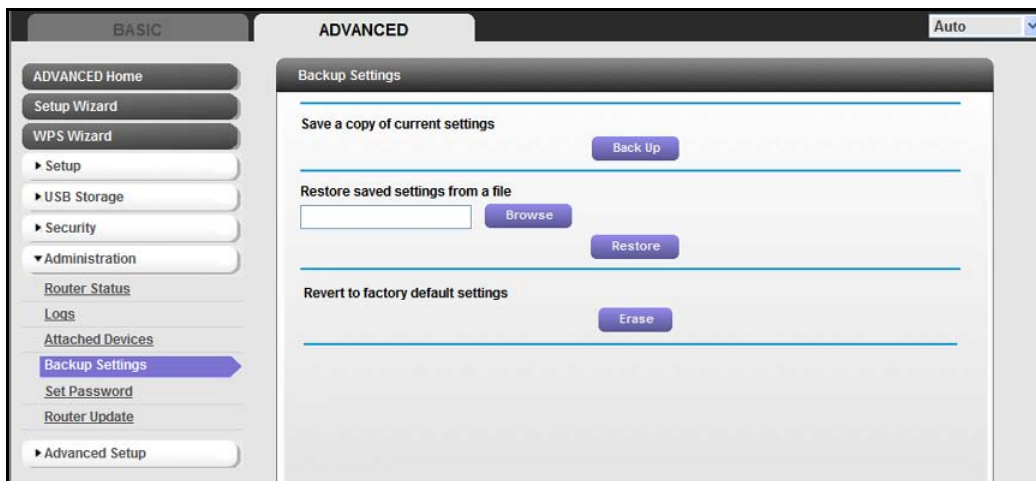 BASIC
ADVANCED
Auto
ADVANCED Home
Setup Wizard
WPS Wizard
Setup
USB Storage
Security
Administration
Router Status
Logs
Attached Devices
Backup Settings
Set Password
Router Update
Advanced Setup
Backup Settings
Save a copy of current settings
Back Up
Restore saved settings from a file
Browse
Restore
Revert to factory default settings
Erase